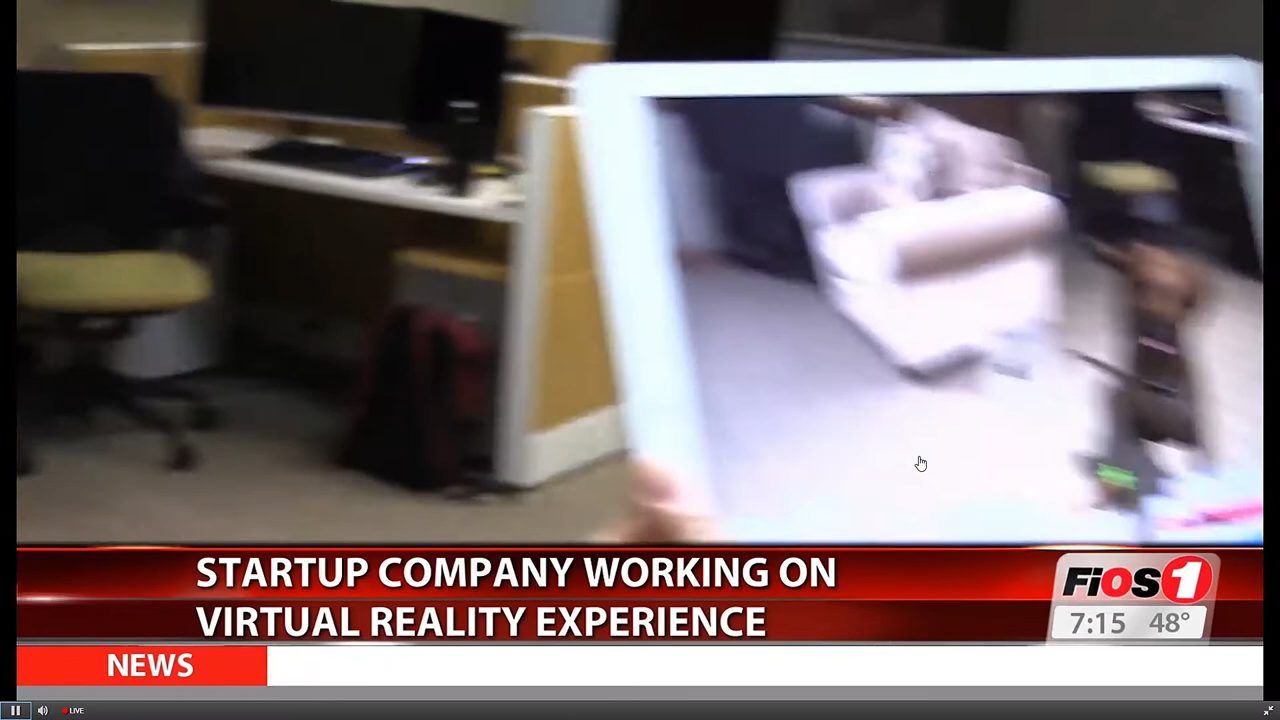 STARTUP COMPANY WORKING ON
VIRTUAL REALITY EXPERIENCE
FiOS1
7:15 48°
NEWS
LIVE